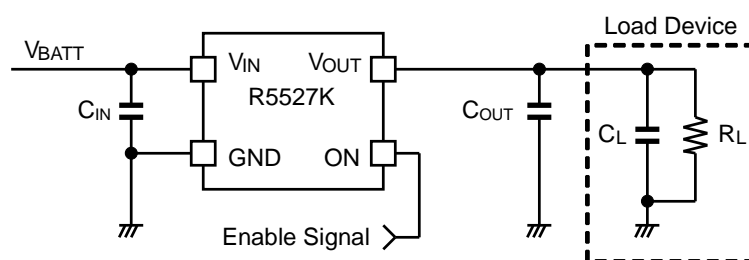 Load Device
VBATT
VIN
VOUT
R5527K
CIN
COUT
CL
RL
GND
ON
Enable Signal